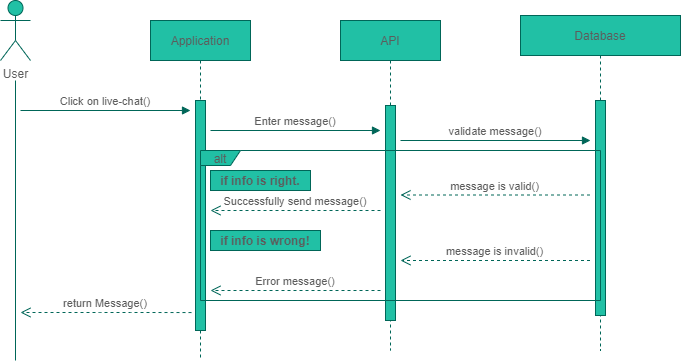 User
Application
API
Database
Click on live-chat()
Enter message()
validate message()
alt
if info is right.
message is valid()
Successfully send message()
if info is wrong!
message is invalid()
Error message()
return Message()